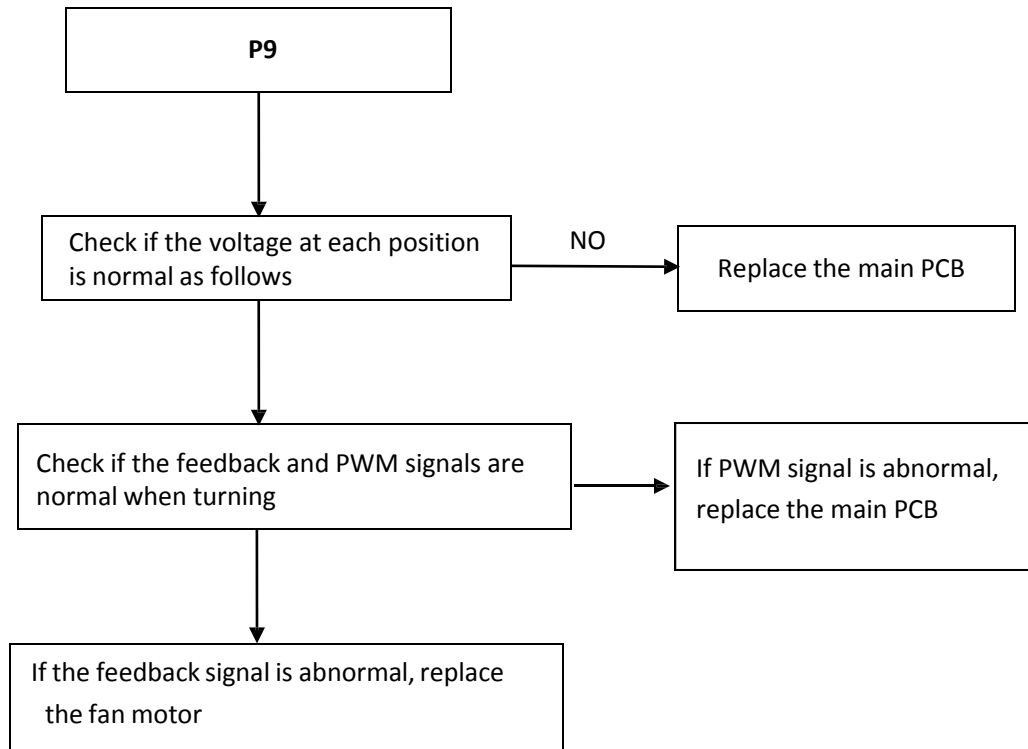 P9
Check if the voltage at each position
is normal as follows
NO
Replace the main PCB
Check if the feedback and PWM signals are
normal when turning
If PWM signal is abnormal,
replace the main PCB
If the feedback signal is abnormal, replace
the fan motor